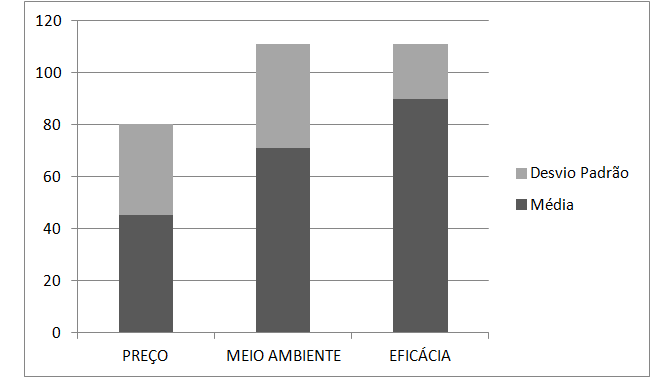 120
100
80
60
40
20
0
PREÇO
MEIO AMBIENTE
EFICÁCIA
Desvio Padrão
Média